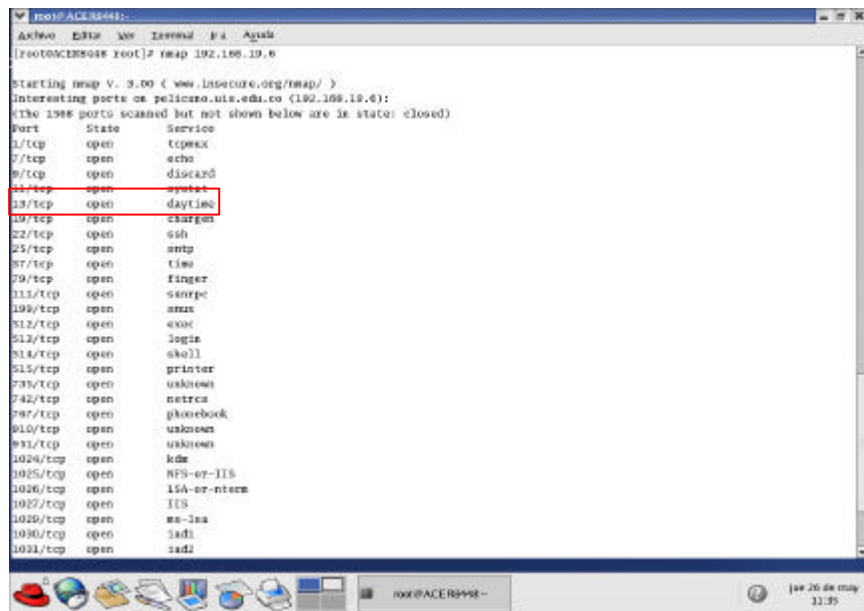 root@ACER8448:~
Archivo Editar Ver Terminal Ir a Ayuda
[root@ACER8448 root]# nmap 192.168.19.6
Starting nmap V. 3.00 ( www.insecure.org/nmap/ )
Interesting ports on pelicano.uis.edu.co (192.168.19.6):
(The 1568 ports scanned but not shown below are in state: closed)
Port State Service
1/tcp open tcpmux
7/tcp open echo
9/tcp open discard
11/tcp open systat
13/tcp open daytime
19/tcp open chargen
22/tcp open ssh
25/tcp open smtp
37/tcp open time
79/tcp open finger
111/tcp open sunrpc
199/tcp open smux
512/tcp open exec
513/tcp open login
514/tcp open shell
515/tcp open printer
735/tcp open unknown
742/tcp open netrcs
767/tcp open phonebook
910/tcp open unknown
931/tcp open unknown
1024/tcp open kdm
1025/tcp open NFS-or-IIS
1026/tcp open LSA-or-nterm
1027/tcp open IIS
1029/tcp open ms-lsa
1030/tcp open iad1
1031/tcp open iad2
root@ACER8448:~
jue 26 de may
11:35